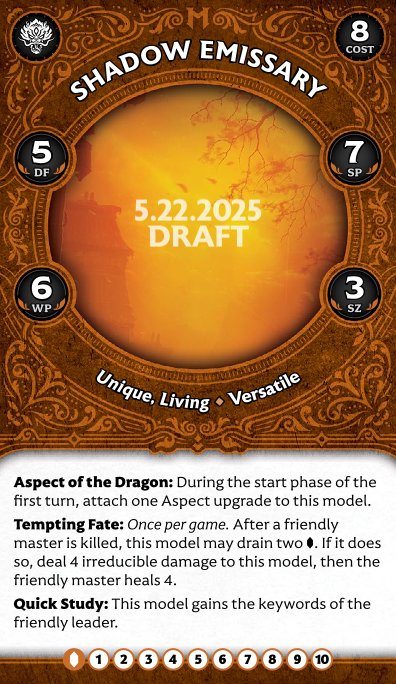 8
COST
SHADOW EMISSARY
5
DF
7
SP
5.22.2025
DRAFT
6
WP
3
SZ
Unique, Living ◆ Versatile
Aspect of the Dragon: During the start phase of the
first turn, attach one Aspect upgrade to this model.
Tempting Fate: Once per game. After a friendly
master is killed, this model may drain two ⬮. If it does
so, deal 4 irreducible damage to this model, then the
friendly master heals 4.
Quick Study: This model gains the keywords of the
friendly leader.
1 2 3 4 5 6 7 8 9 10